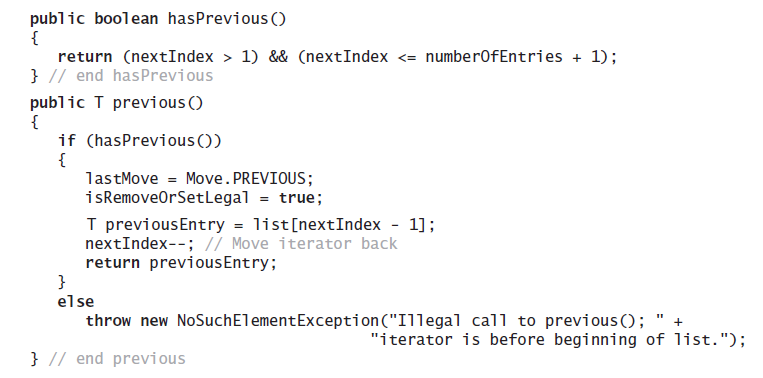 public boolean hasPrevious()
{
   return (nextIndex > 1) && (nextIndex <= numberOfEntries + 1);
} // end hasPrevious
public T previous()
{
   if (hasPrevious())
   {
      lastMove = Move.PREVIOUS;
      isRemoveOrSetLegal = true;
      T previousEntry = list[nextIndex - 1];
      nextIndex--; // Move iterator back
      return previousEntry;
   }
   else
      throw new NoSuchElementException("Illegal call to previous(); " +
                                       "iterator is before beginning of list.");
} // end previous